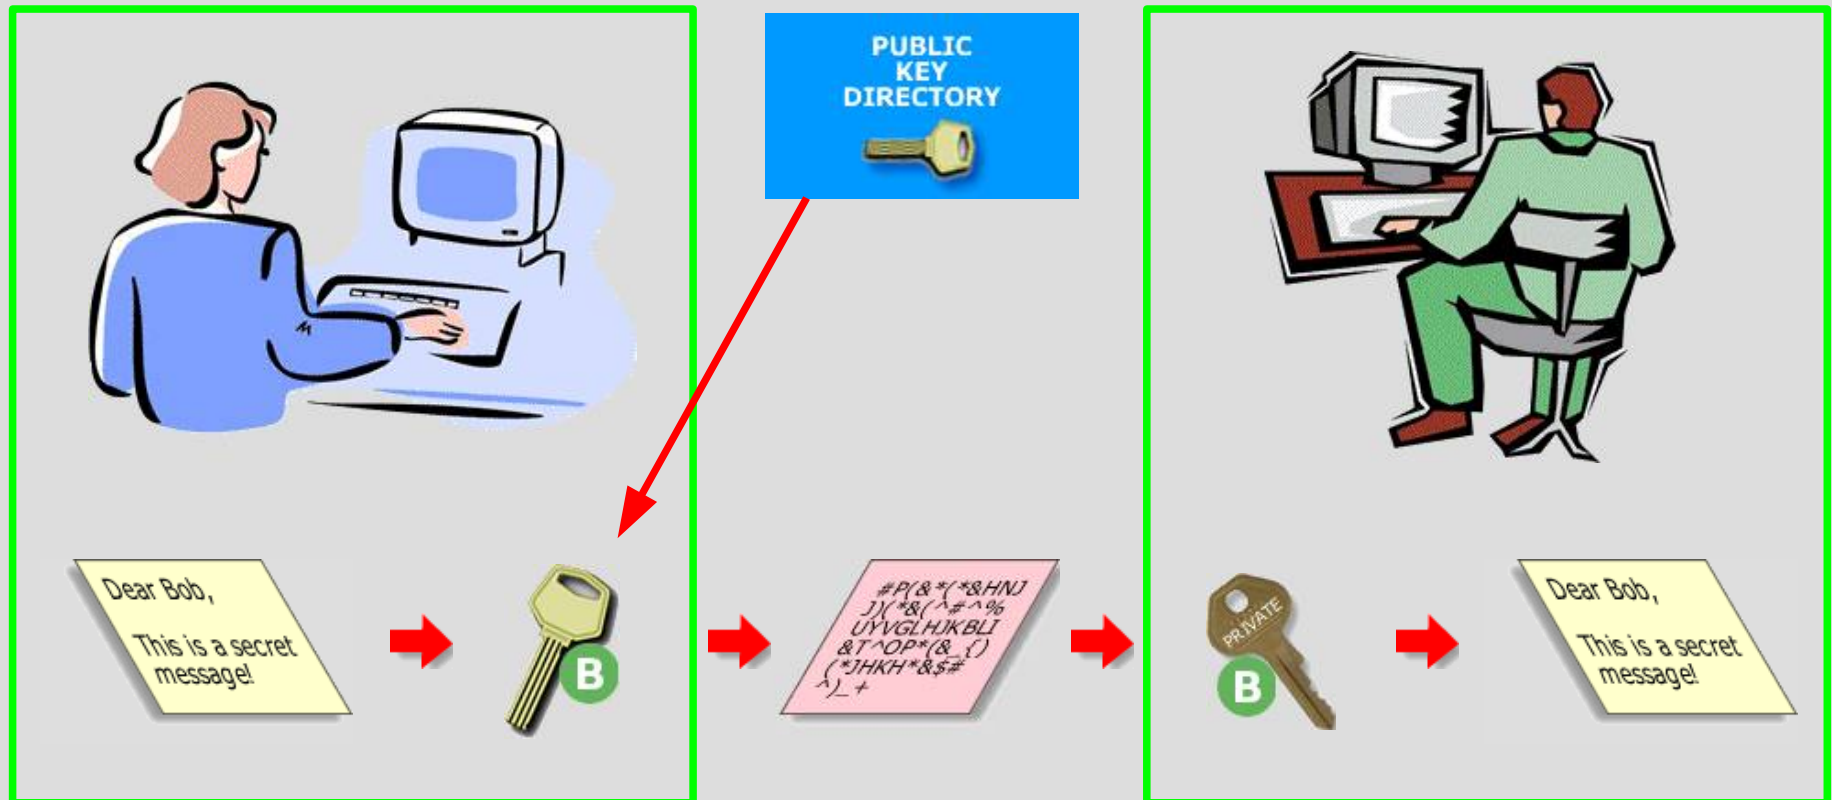 PUBLIC
KEY
DIRECTORY
Dear Bob,
This is a secret
message!
B
#P(&*(*&HNJ
J)(*&(^#^%
UYVGLHJKBLI
&T^OP*(&_{)
(*JHKH*&$#
^)_+
PRIVATE
B
Dear Bob,
This is a secret
message!